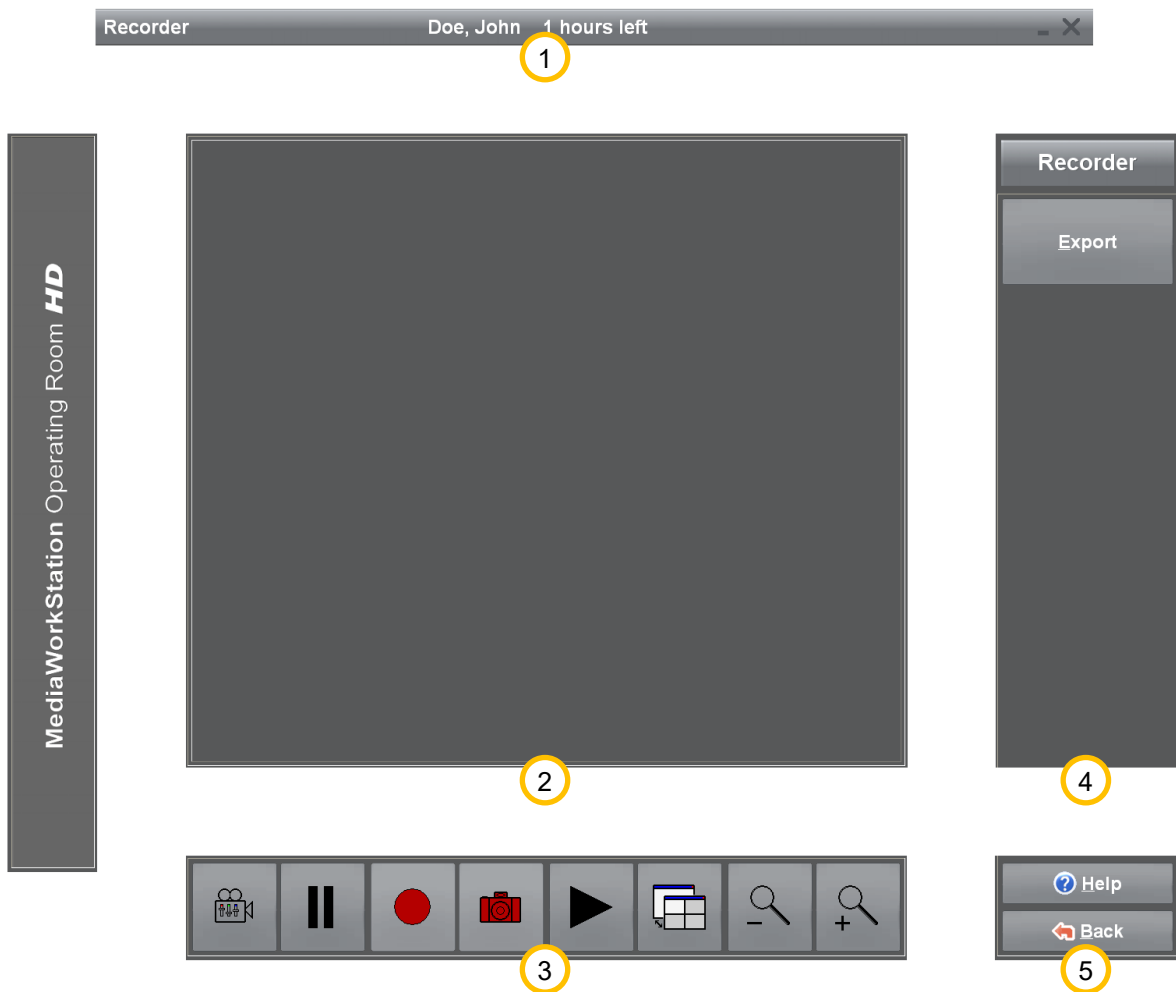 Recorder Doe, John 1 hours left
1
MediaWorkStation Operating Room HD
2
3
Recorder
Export
4
Help
Back
5